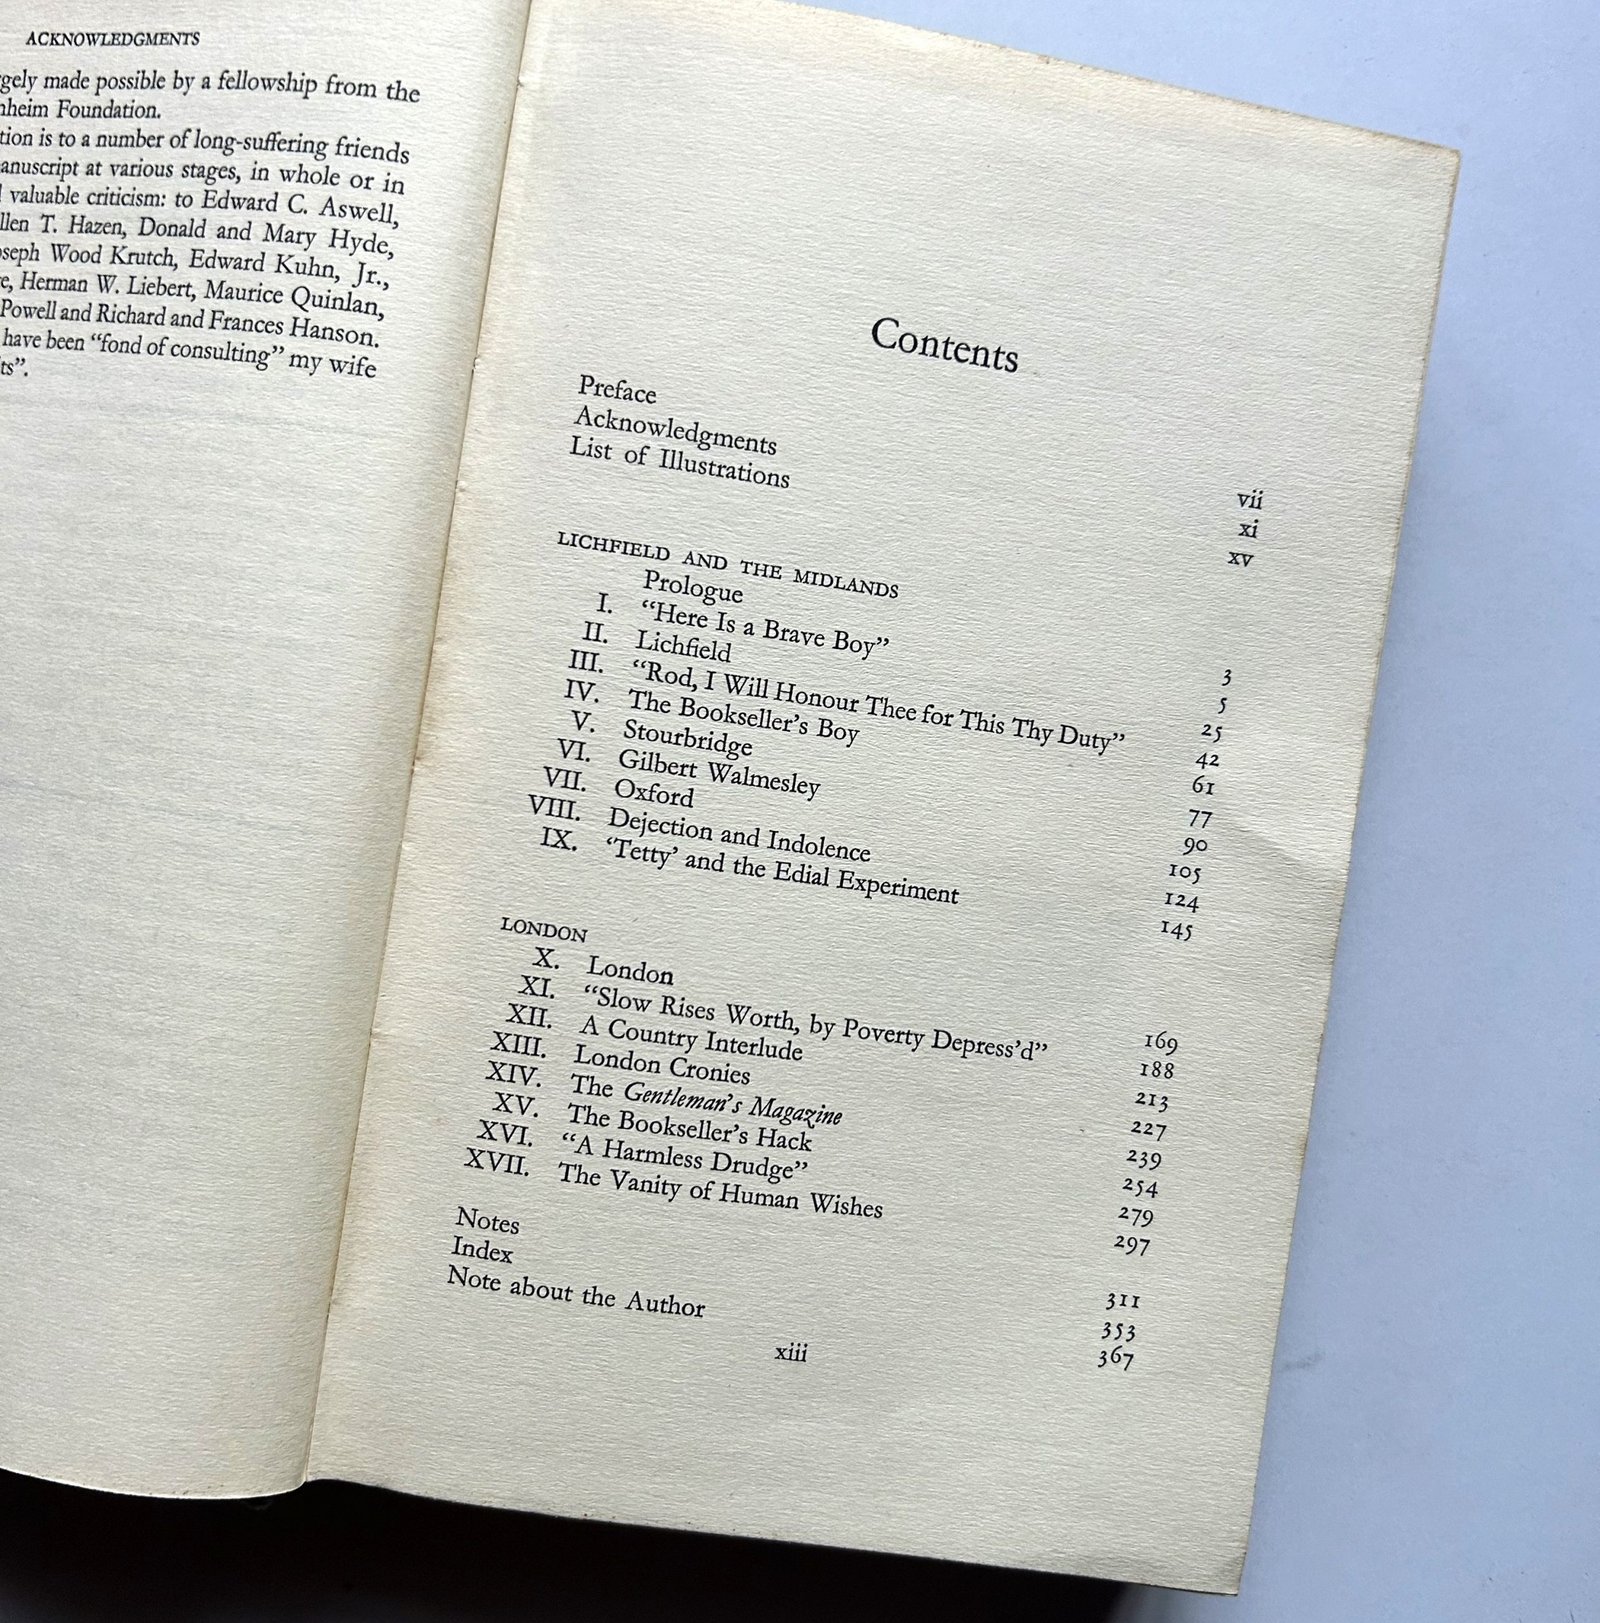 ACKNOWLEDGMENTS
made possible by a fellowship from the
Foundation.
is to a number of long-suffering friends
at various stages, in whole or in
valuable criticism: to Edward C. Aswell,
T. Hazen, Donald and Mary Hyde,
Wood Krutch, Edward Kuhn, Jr.,
Herman W. Liebert, Maurice Quinlan,
Powell and Richard and Frances Hanson.
have been “fond of consulting” my wife
Contents
Preface vii
Acknowledgments xi
List of Illustrations xv
LICHFIELD AND THE MIDLANDS
Prologue 3
I. “Here Is a Brave Boy” 5
II. Lichfield 25
III. “Rod, I Will Honour Thee for This Thy Duty” 42
IV. The Bookseller’s Boy 61
V. Stourbridge 77
VI. Gilbert Walmesley 90
VII. Oxford 105
VIII. Dejection and Indolence 124
IX. ‘Tetty’ and the Edial Experiment 145
LONDON
X. London 169
XI. “Slow Rises Worth, by Poverty Depress’d” 188
XII. A Country Interlude 213
XIII. London Cronies 227
XIV. The Gentleman’s Magazine 239
XV. The Bookseller’s Hack 254
XVI. “A Harmless Drudge” 279
XVII. The Vanity of Human Wishes 297
Notes 311
Index 353
Note about the Author 367
xiii